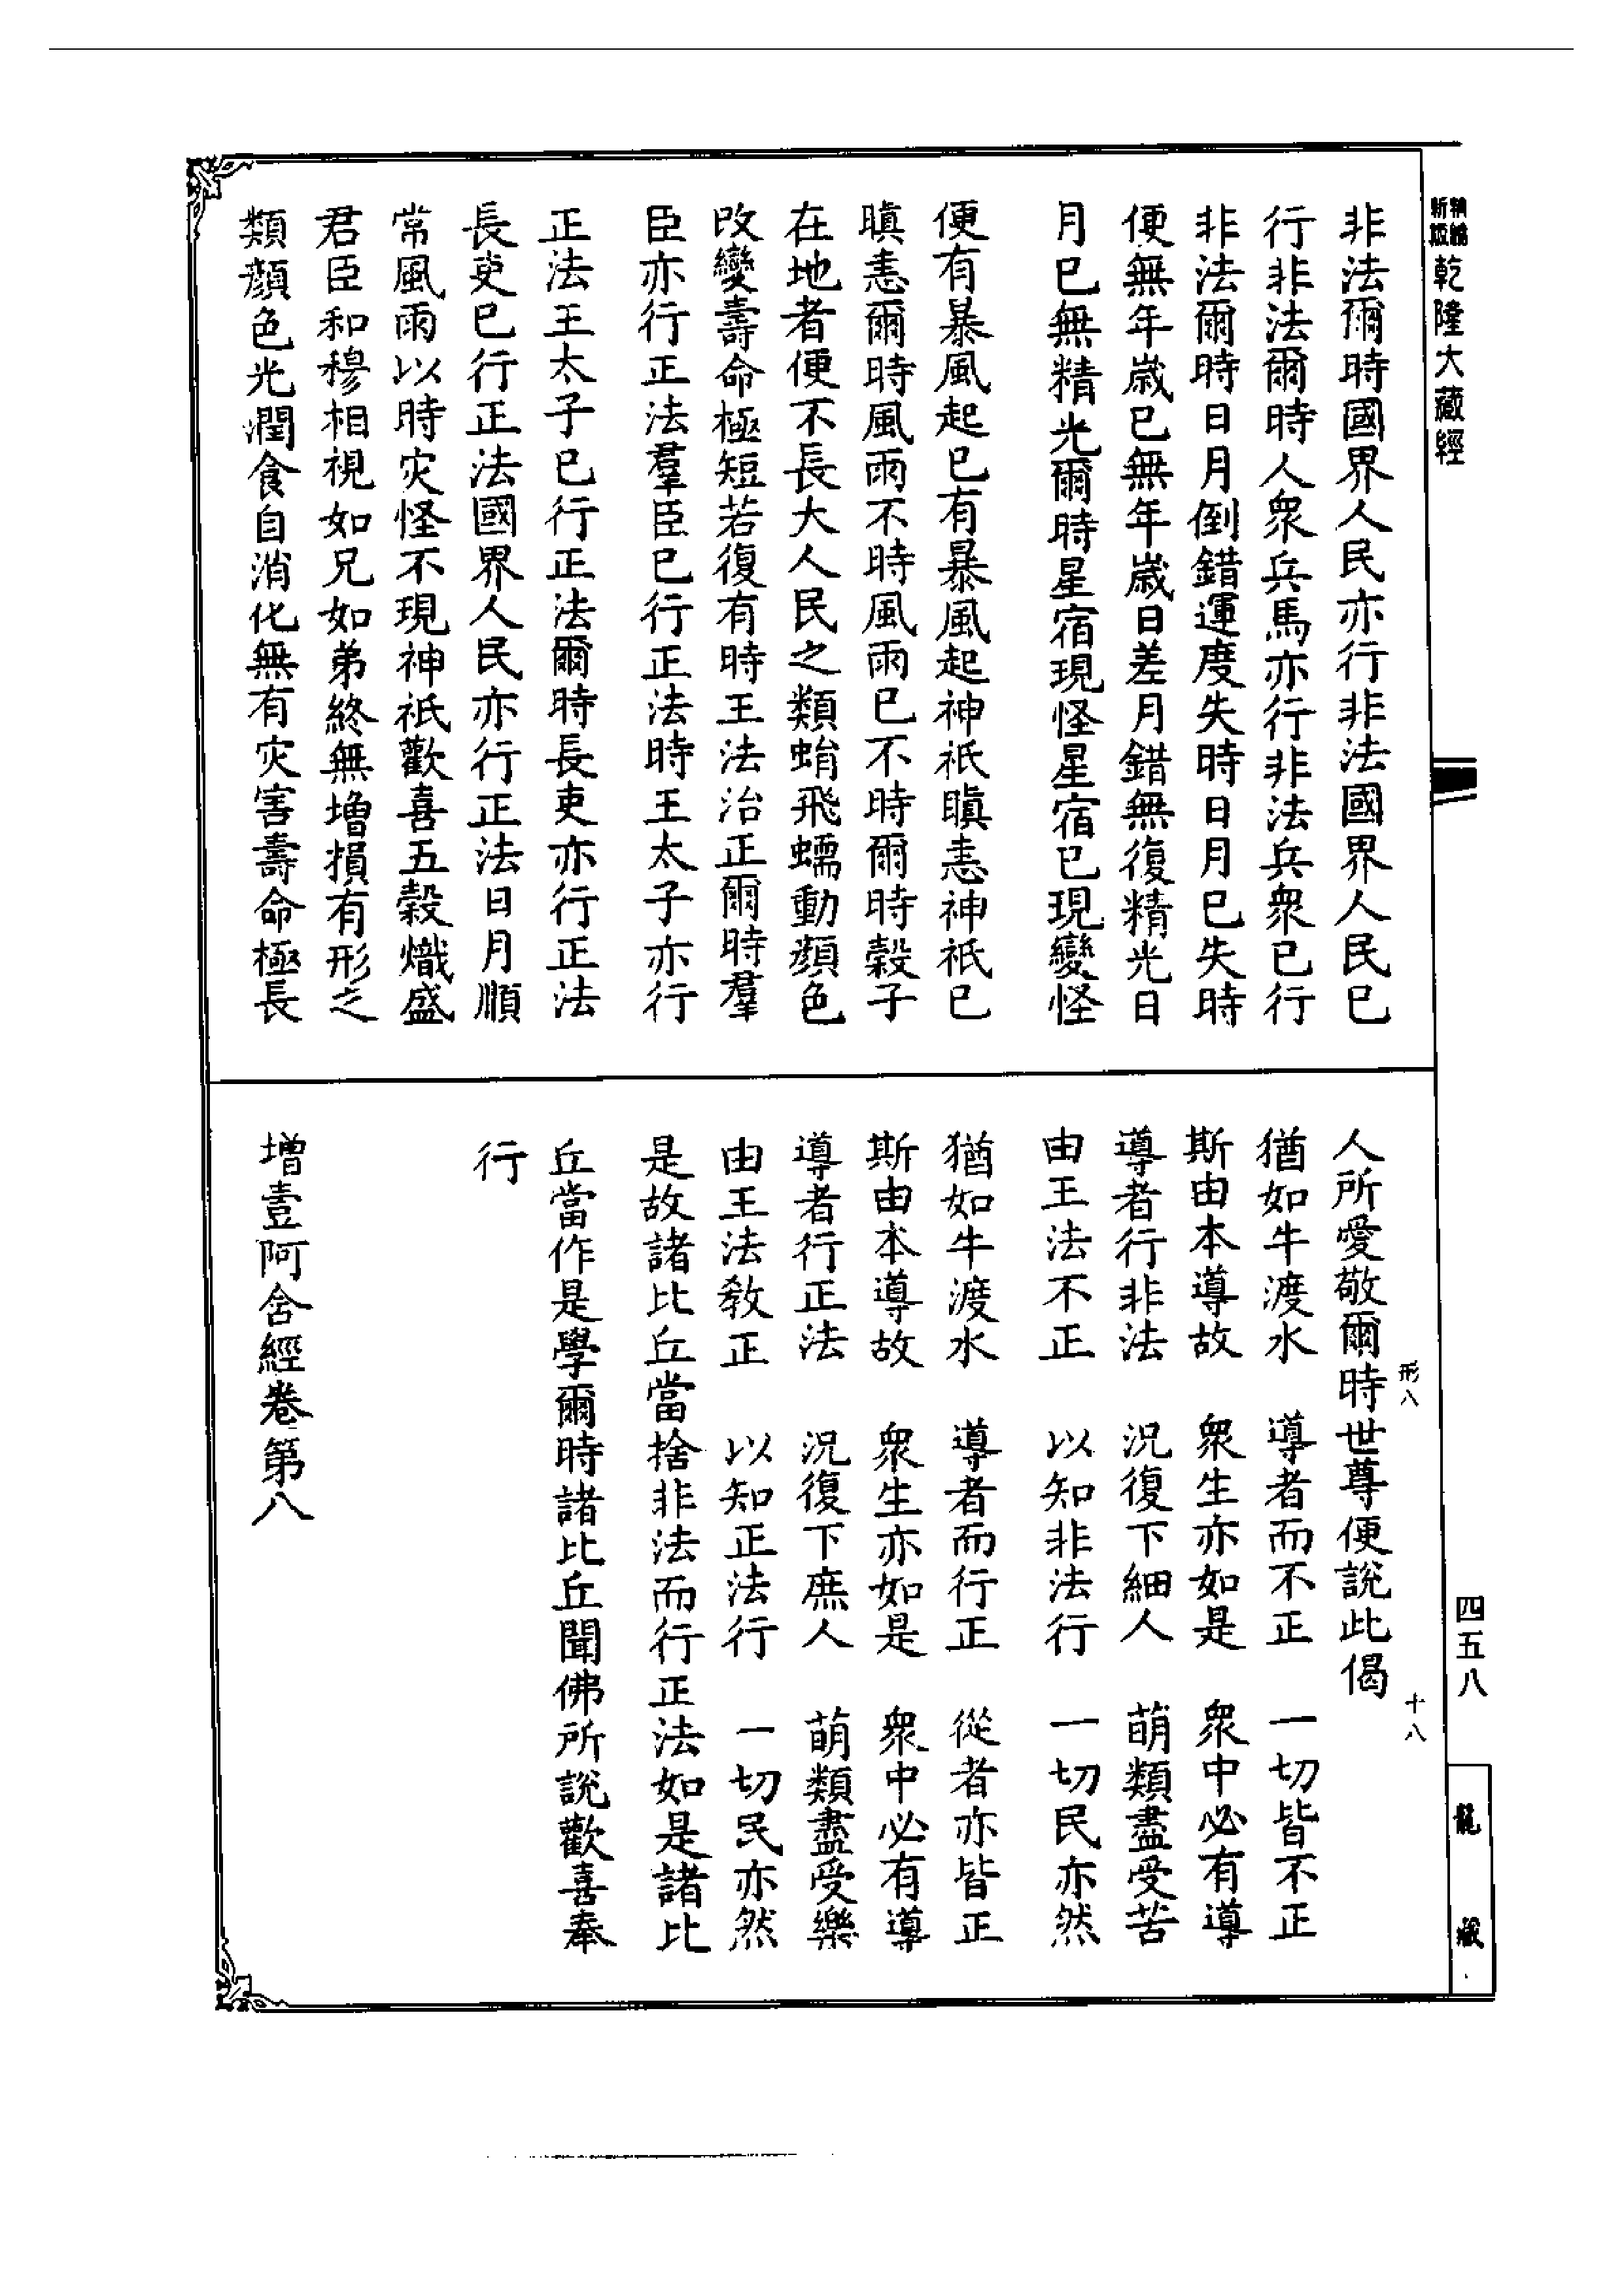 精編
新版
乾隆大藏經
非法爾時國界人民亦行非法國界人民已
行非法爾時人衆兵馬亦行非法兵衆已行
非法爾時日月倒錯運度失時日月已失時
便無年歲已無年歲日差月錯無復精光日
月已無精光爾時星宿現怪星宿已現變怪
便有暴風起已有暴風起神祇瞋恚神祇已
瞋恚爾時風雨不時風雨已不時爾時穀子
在地者便不長大人民之類蜎飛蠕動顏色
改變壽命極短若復有時王法治正爾時羣
臣亦行正法羣臣已行正法時王太子亦行
正法王太子已行正法爾時長吏亦行正法
長吏已行正法國界人民亦行正法日月順
常風雨以時災怪不現神祇歡喜五穀熾盛
君臣和穆相視如兄如弟終無增損有形之
類顏色光潤食自消化無有災害壽命極長
人所愛敬爾時世尊便說此偈
猶如牛渡水　導者而不正　一切皆不正
斯由本導故　衆生亦如是　衆中必有導
導者行非法　況復下細人　萌類盡受苦
由王法不正　以知非法行　一切民亦然
猶如牛渡水　導者而行正　從者亦皆正
斯由本導故　衆生亦如是　衆中必有導
導者行正法　況復下庶人　萌類盡受樂
由王法教正　以知正法行　一切民亦然
是故諸比丘當捨非法而行正法如是諸比
丘當作是學爾時諸比丘聞佛所說歡喜奉
行
增壹阿含經卷第八
形八
十八
四五八
龍藏